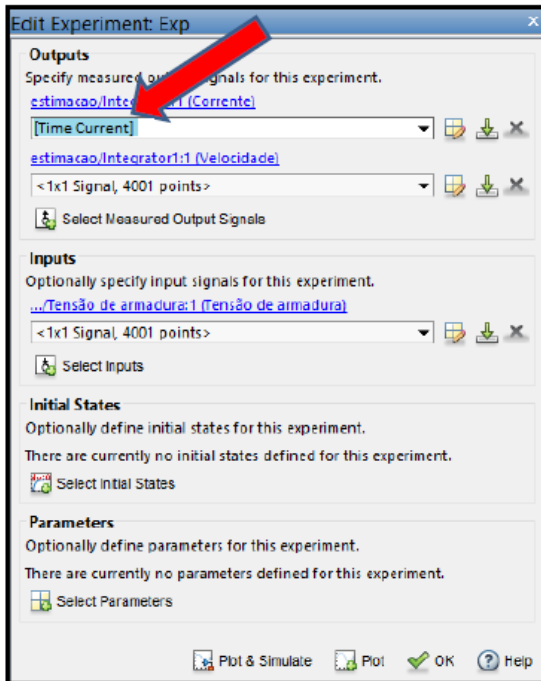 Edit Experiment: Exp
Outputs
Specify measured signals for this experiment.
(Corrente)
[Time Current]
estimacao/Integrator1:1 (Velocidade)
<1x1 Signal, 4001 points>
Select Measured Output Signals
Inputs
Optionally specify input signals for this experiment.
.../Tensão de armadura:1 (Tensão de armadura)
<1x1 Signal, 4001 points>
Select Inputs
Initial States
Optionally define initial states for this experiment.
There are currently no initial states defined for this experiment.
Select Initial States
Parameters
Optionally define parameters for this experiment.
There are currently no parameters defined for this experiment.
Select Parameters
Plot & Simulate
Plot
OK
Help